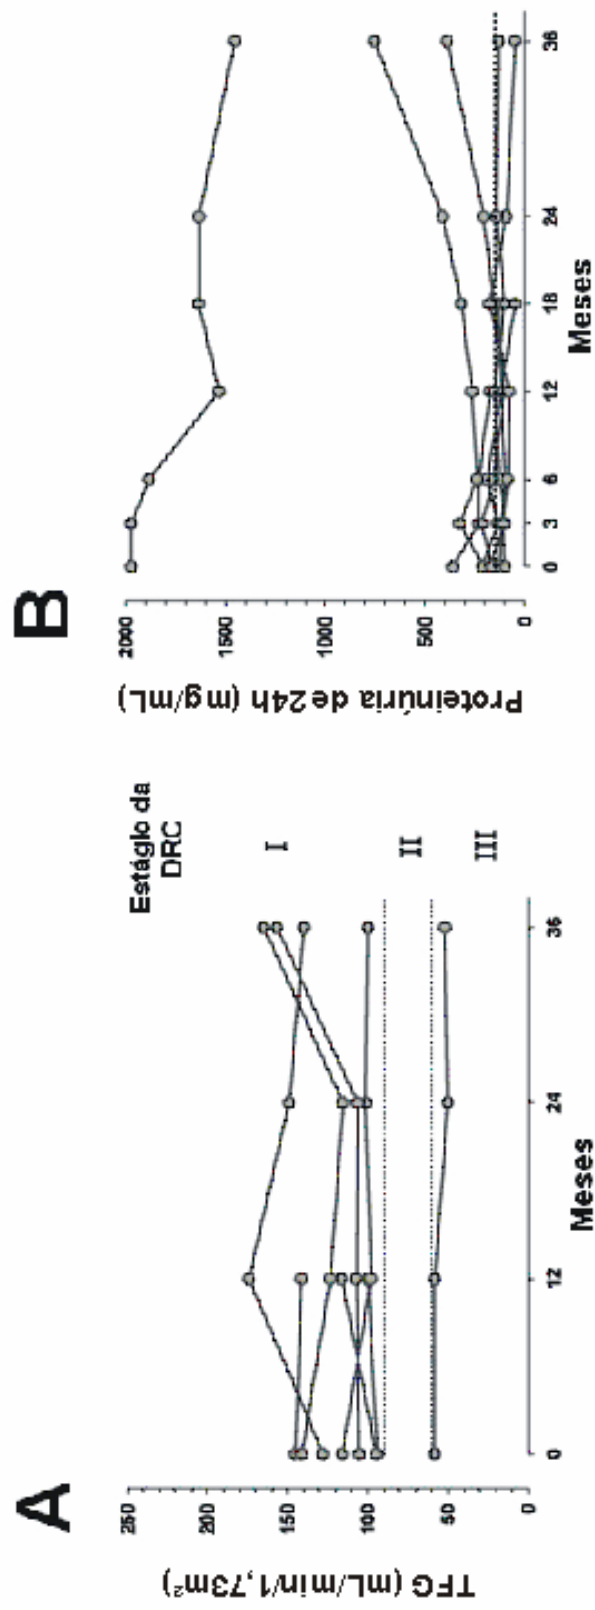 A
TFG (mL/min/1,73m²)
250
200
150
100
50
0
0
12
24
36
Meses
Estágio da
DRC
I
II
III
B
Proteinúria de 24h (mg/mL)
2000
1500
1000
500
0
0
3
6
12
18
24
36
Meses